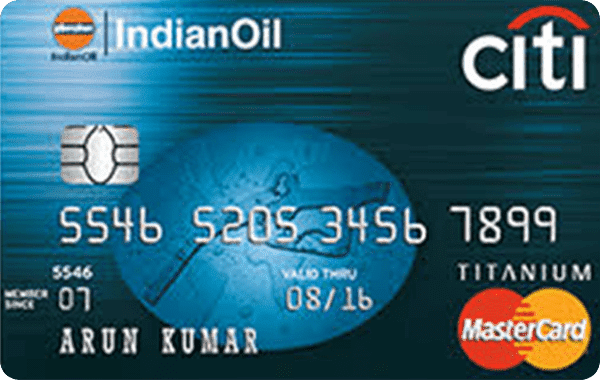 IndianOil
IndianOil
citi
5546 5205 3456 7899
5546
VALID THRU
TITANIUM
MEMBER SINCE 07
08/16
ARUN KUMAR
MasterCard